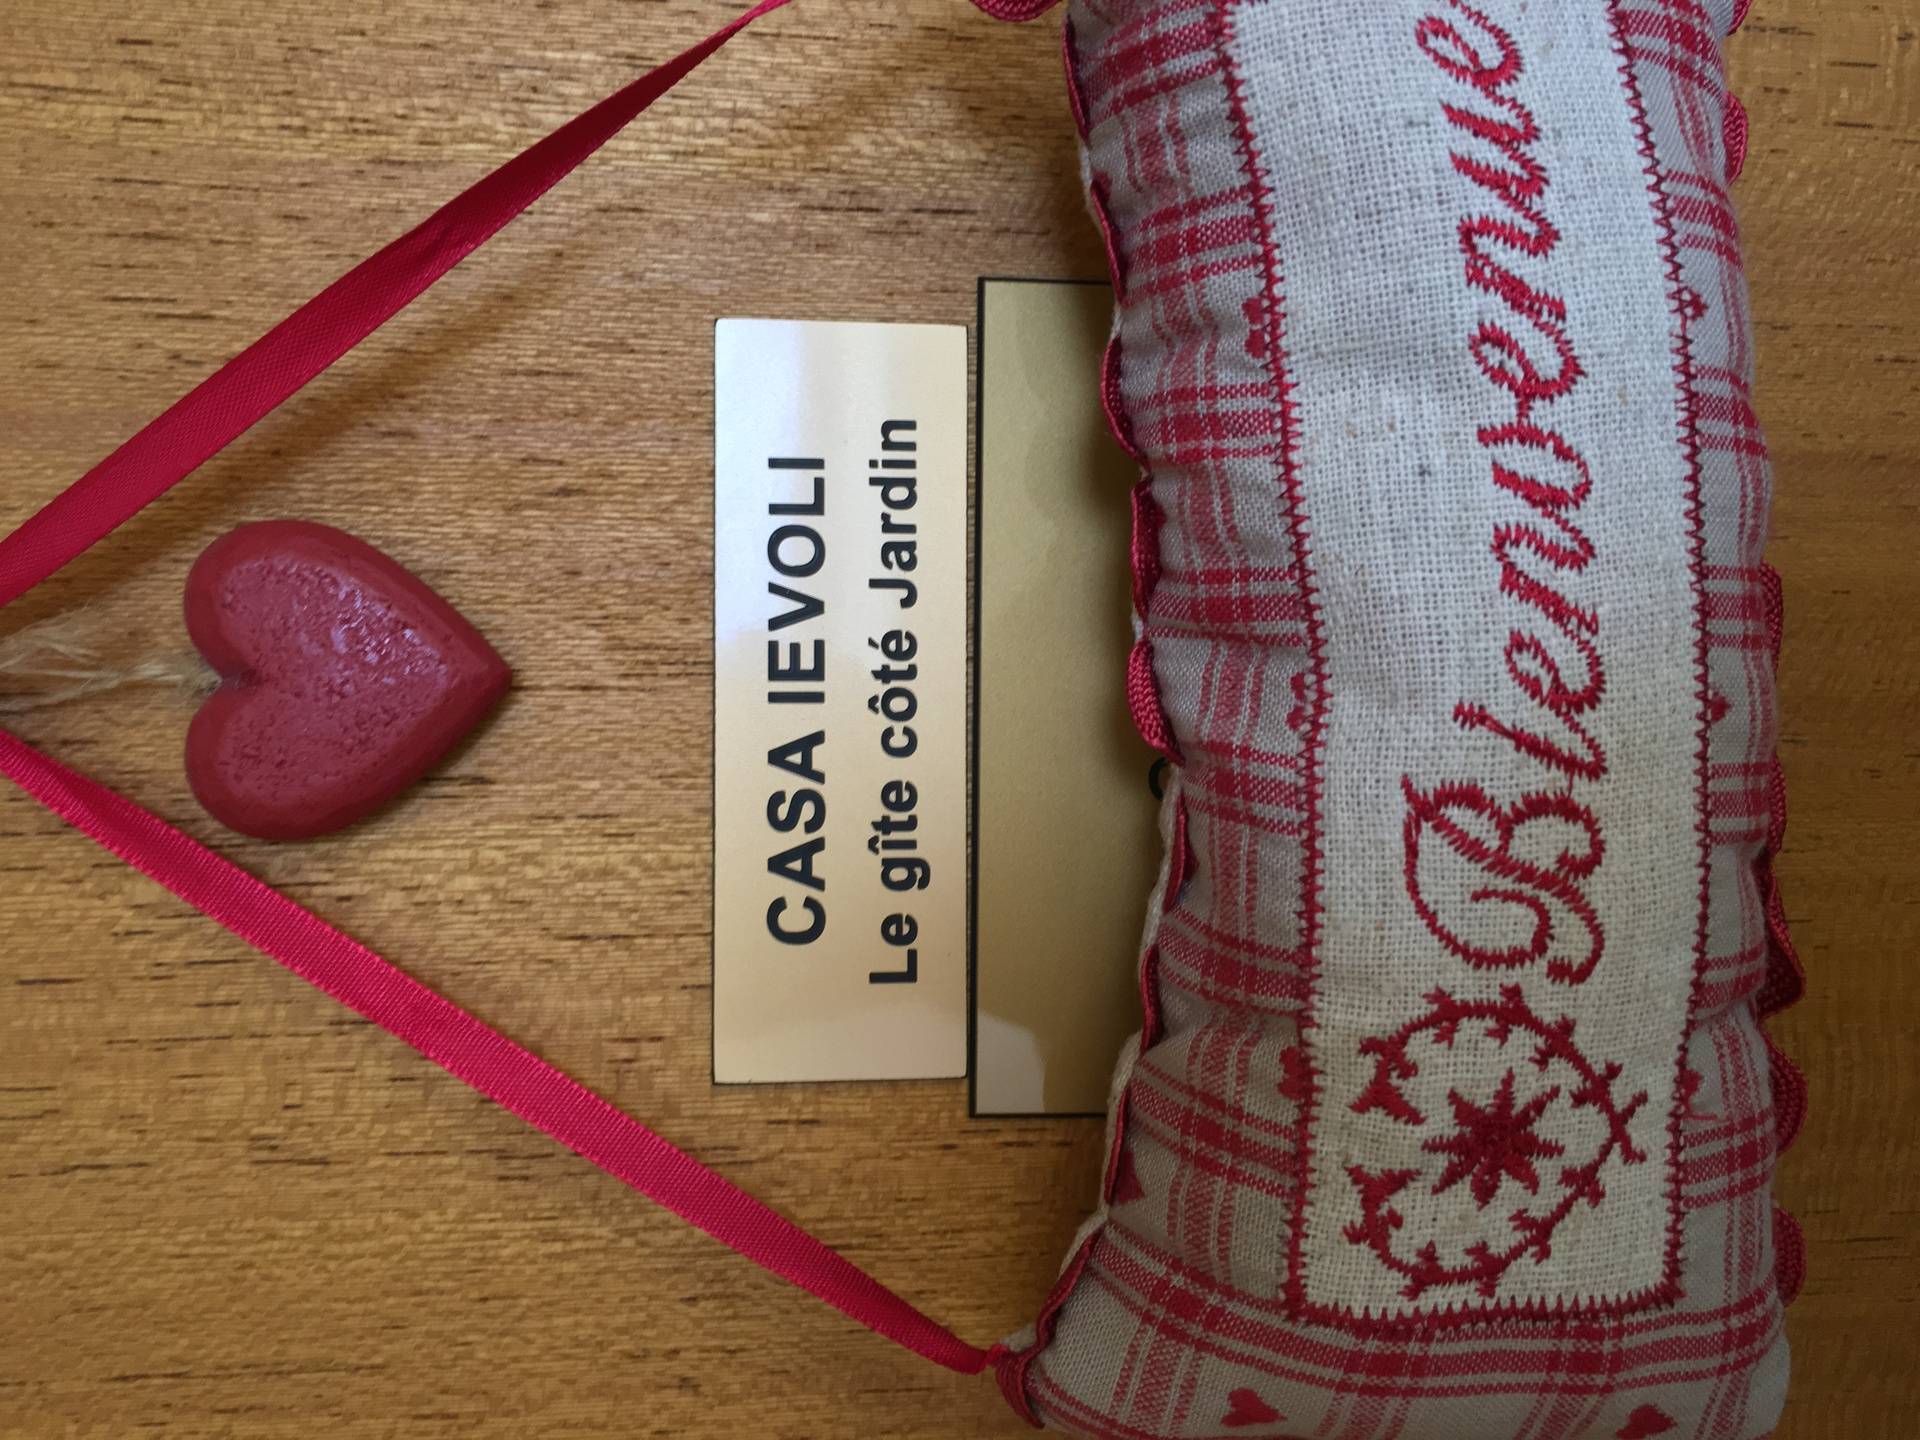 CASA IEVOLI
Le gîte côté Jardin
Bienvenue